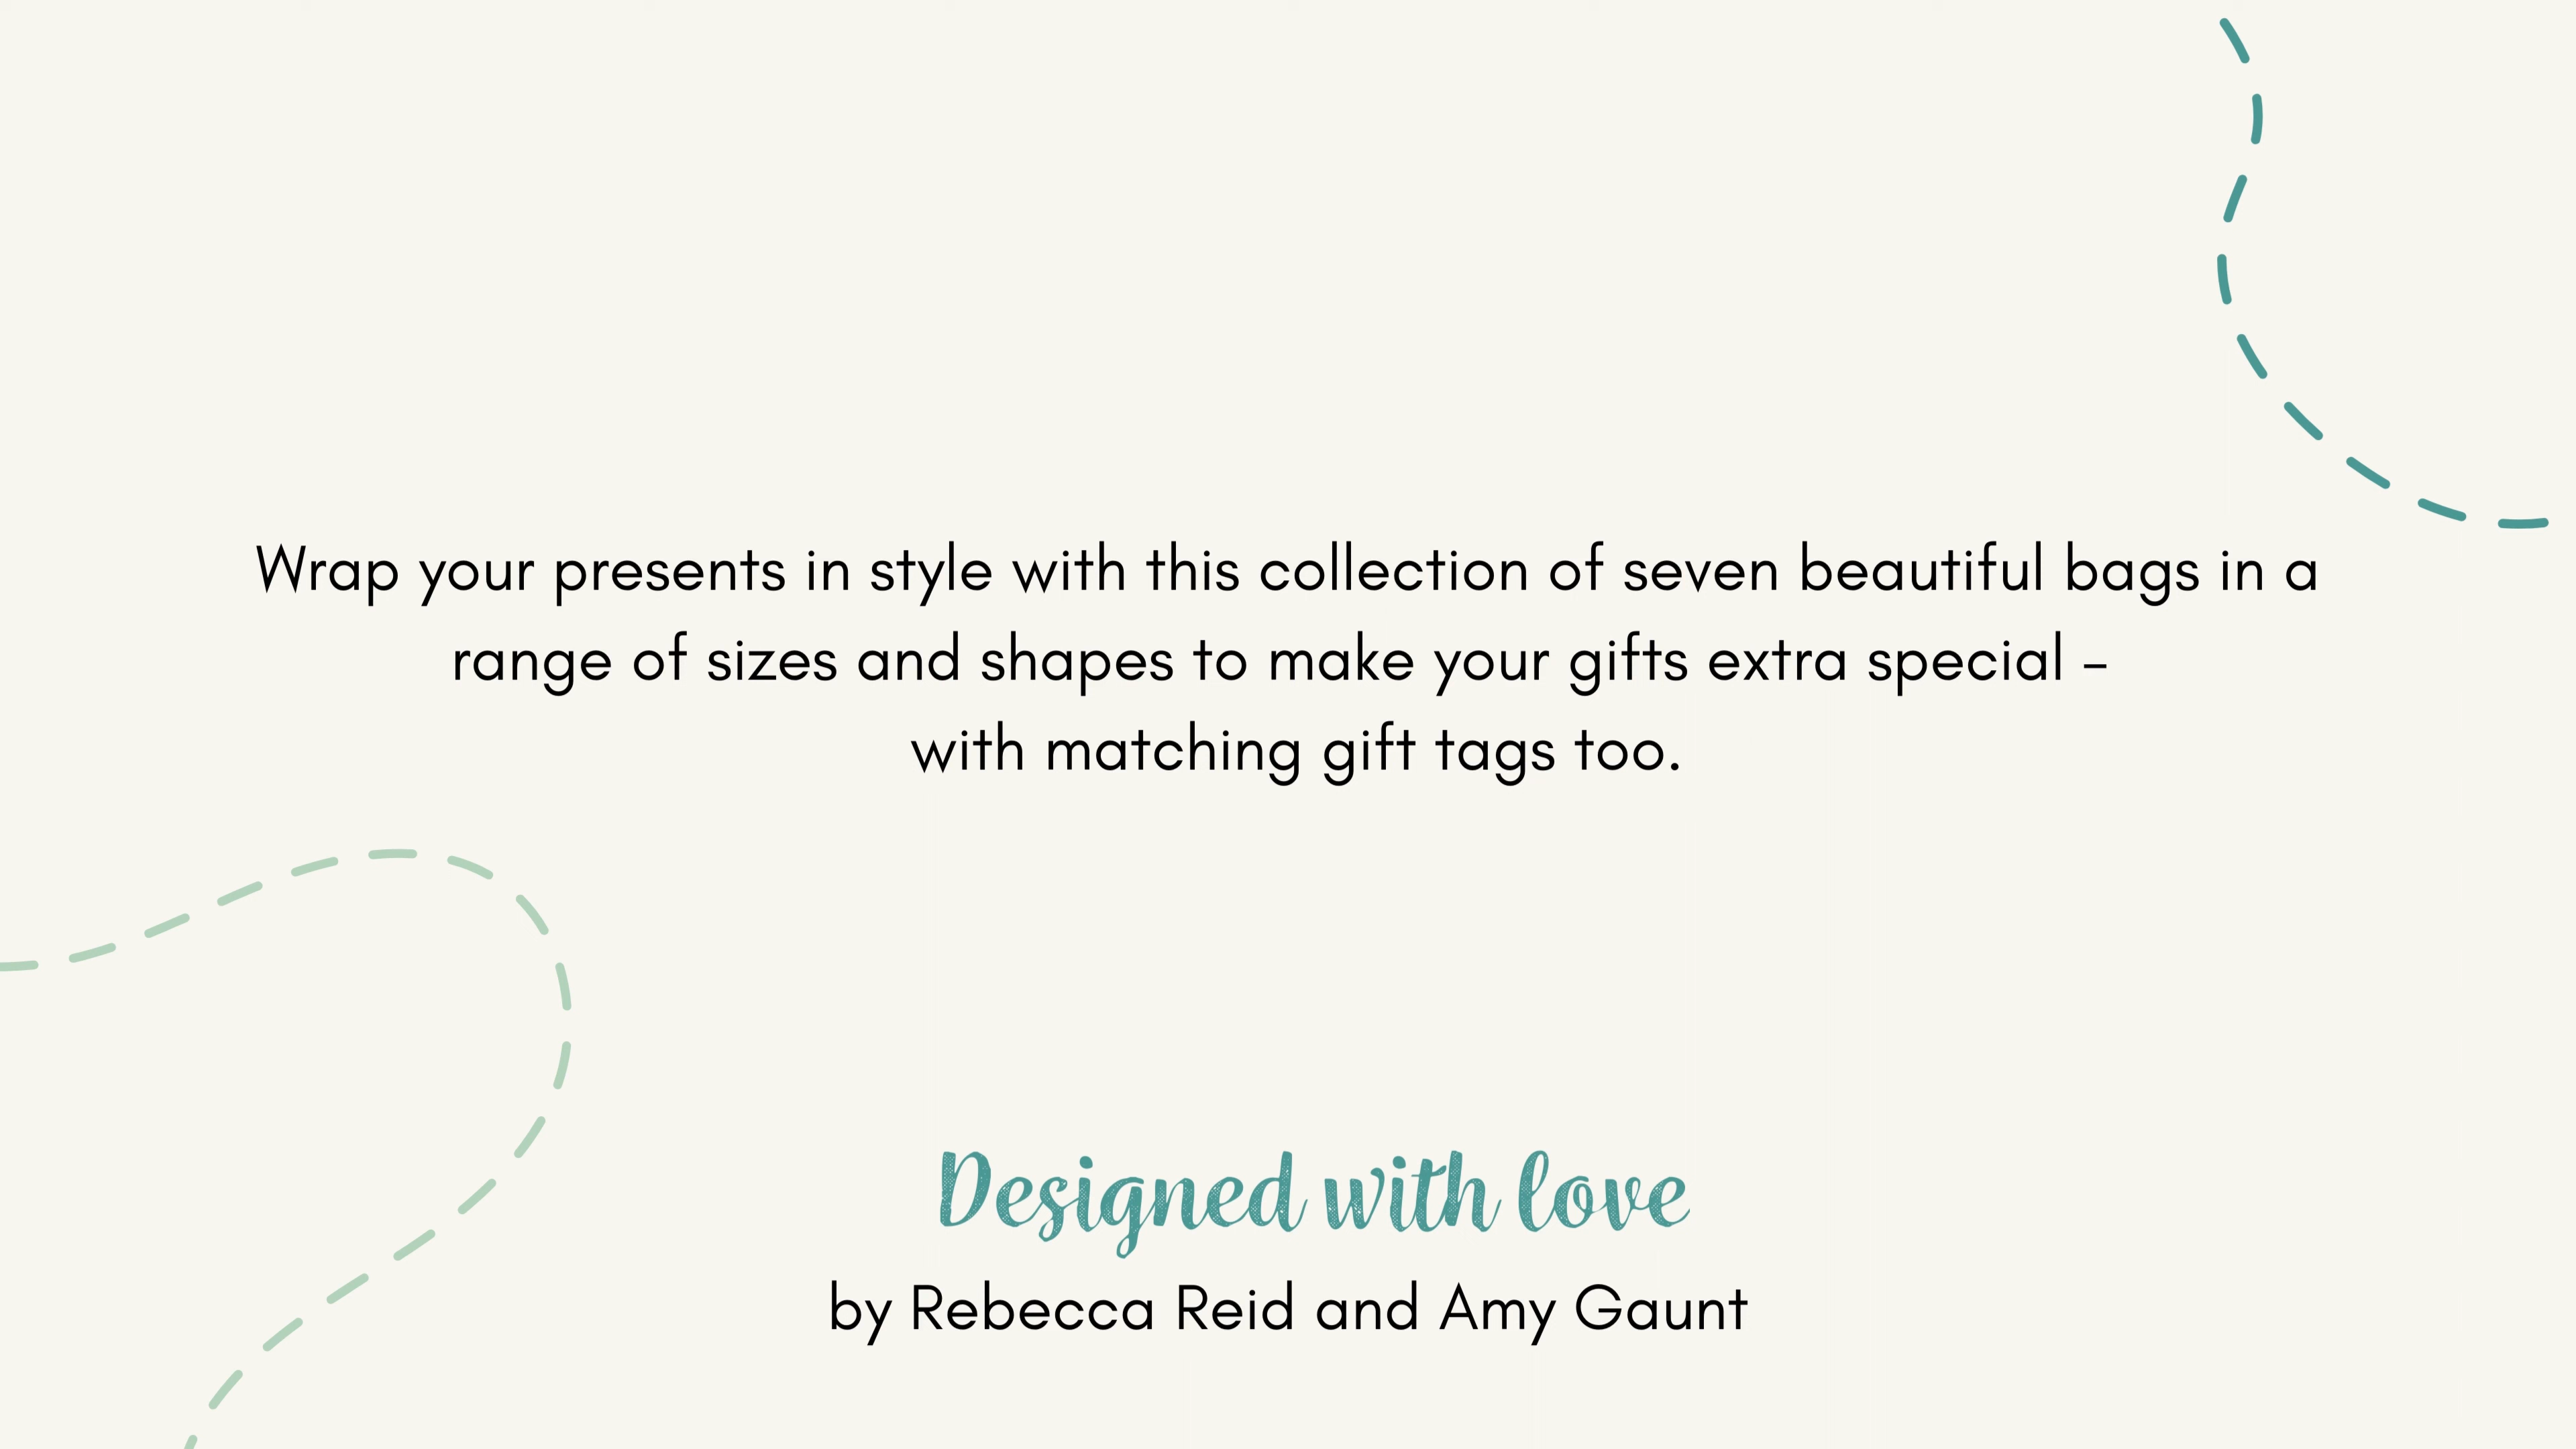 Wrap your presents in style with this collection of seven beautiful bags in a
range of sizes and shapes to make your gifts extra special –
with matching gift tags too.
Designed with love
by Rebecca Reid and Amy Gaunt